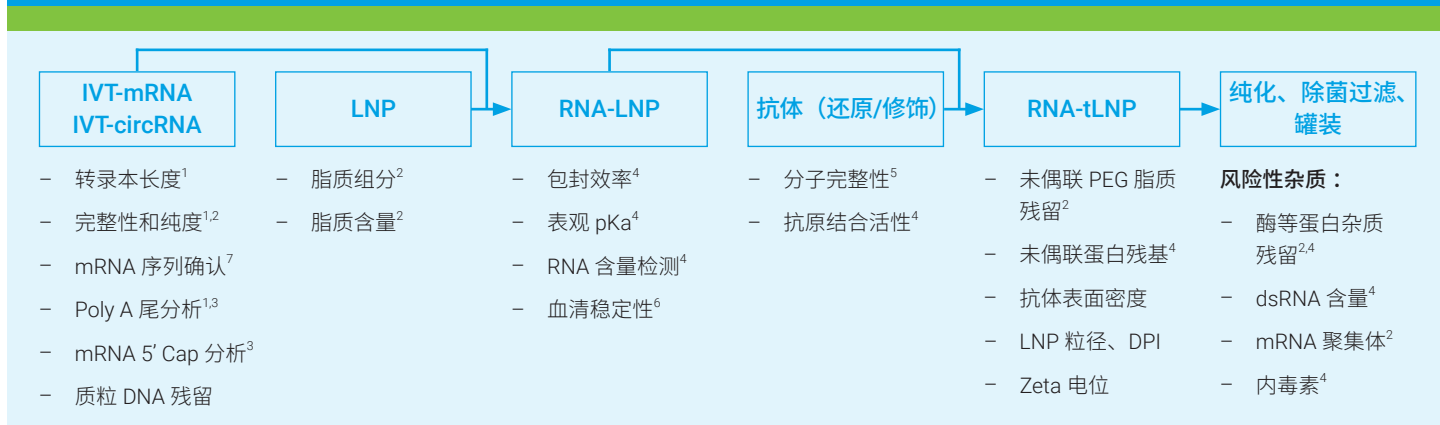 IVT-mRNA
IVT-circRNA
– 转录本长度1
– 完整性和纯度1,2
– mRNA 序列确认7
– Poly A 尾分析1,3
– mRNA 5’ Cap 分析3
– 质粒 DNA 残留
LNP
– 脂质组分2
– 脂质含量2
RNA-LNP
– 包封效率4
– 表观 pKa4
– RNA 含量检测4
– 血清稳定性6
抗体（还原/修饰）
– 分子完整性5
– 抗原结合活性4
RNA-tLNP
– 未偶联 PEG 脂质
残留2
– 未偶联蛋白残基4
– 抗体表面密度
– LNP 粒径、DPI
– Zeta 电位
纯化、除菌过滤、
罐装
风险性杂质：
– 酶等蛋白杂质
残留2,4
– dsRNA 含量4
– mRNA 聚集体2
– 内毒素4